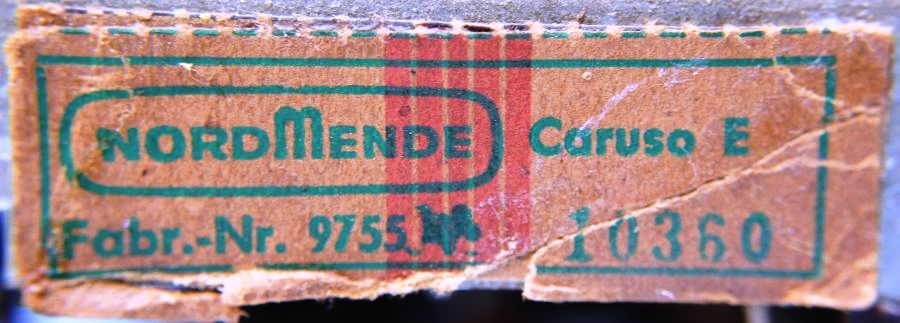 NORDMENDE Caruso E
Fabr.-Nr. 9755 10360